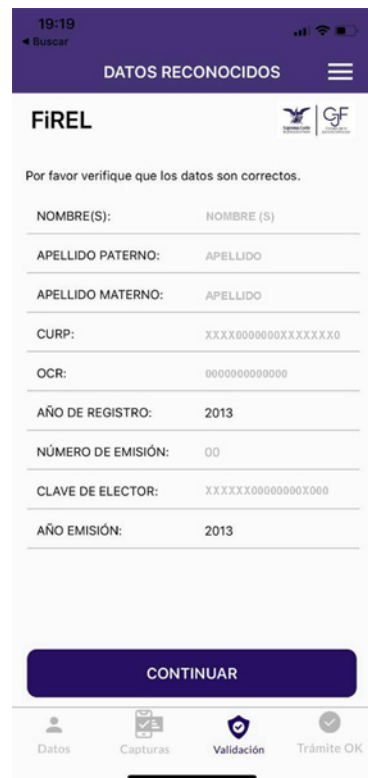 19:19
◀ Buscar
DATOS RECONOCIDOS
FiREL
GJF
Por favor verifique que los datos son correctos.
NOMBRE(S): NOMBRE (S)
APELLIDO PATERNO: APELLIDO
APELLIDO MATERNO: APELLIDO
CURP: XXXX0000000XXXXXXX0
OCR: 0000000000000
AÑO DE REGISTRO: 2013
NÚMERO DE EMISIÓN: 00
CLAVE DE ELECTOR: XXXXXX00000000X000
AÑO EMISIÓN: 2013
CONTINUAR
Datos Capturas Validación Trámite OK